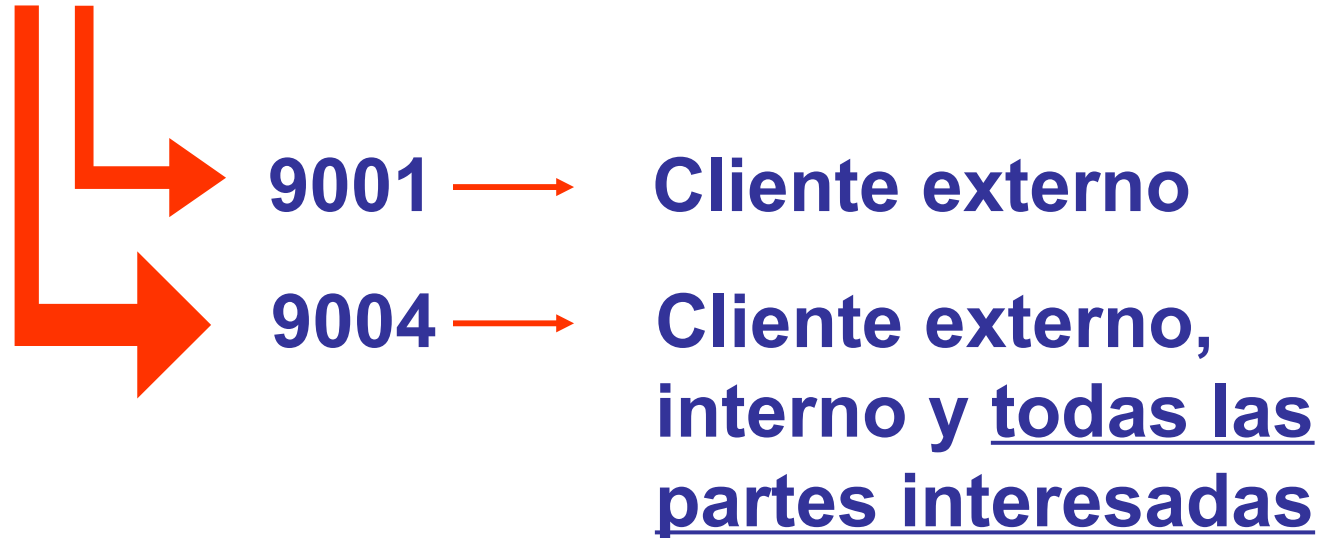 9001 Cliente externo
9004 Cliente externo,
interno y todas las
partes interesadas